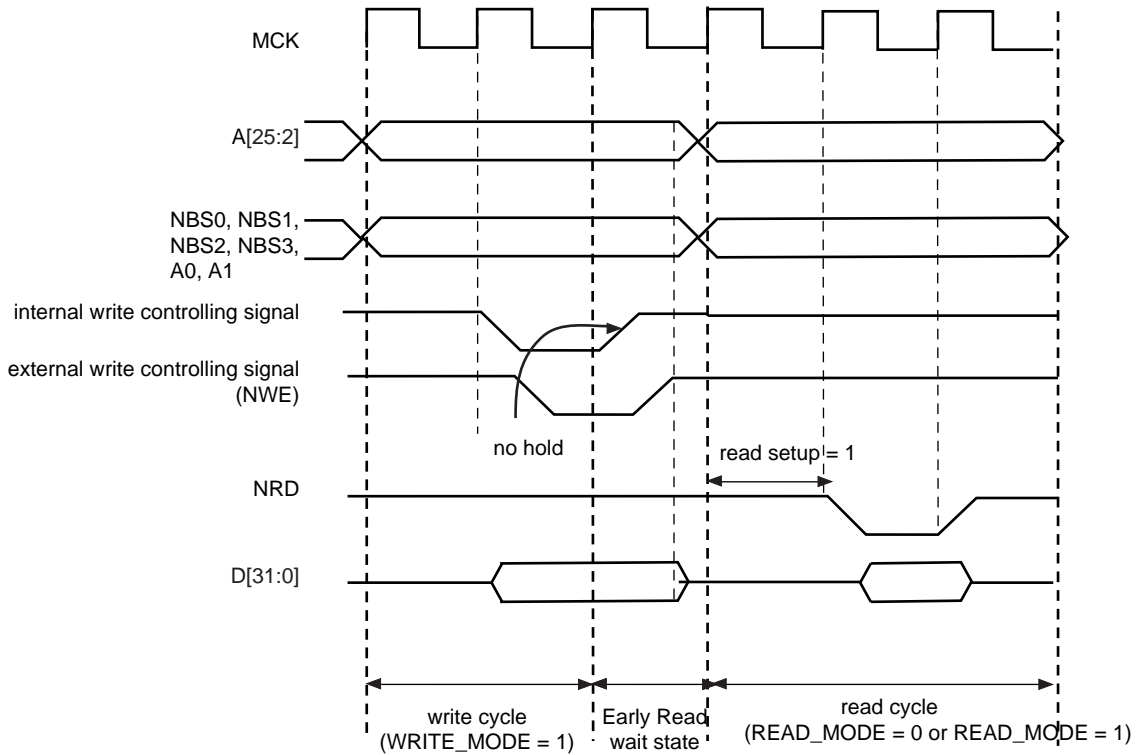 MCK
A[25:2]
NBS0, NBS1,
NBS2, NBS3,
A0, A1
internal write controlling signal
external write controlling signal
(NWE)
no hold
read setup = 1
NRD
D[31:0]
write cycle
(WRITE_MODE = 1)
Early Read
wait state
read cycle
(READ_MODE = 0 or READ_MODE = 1)